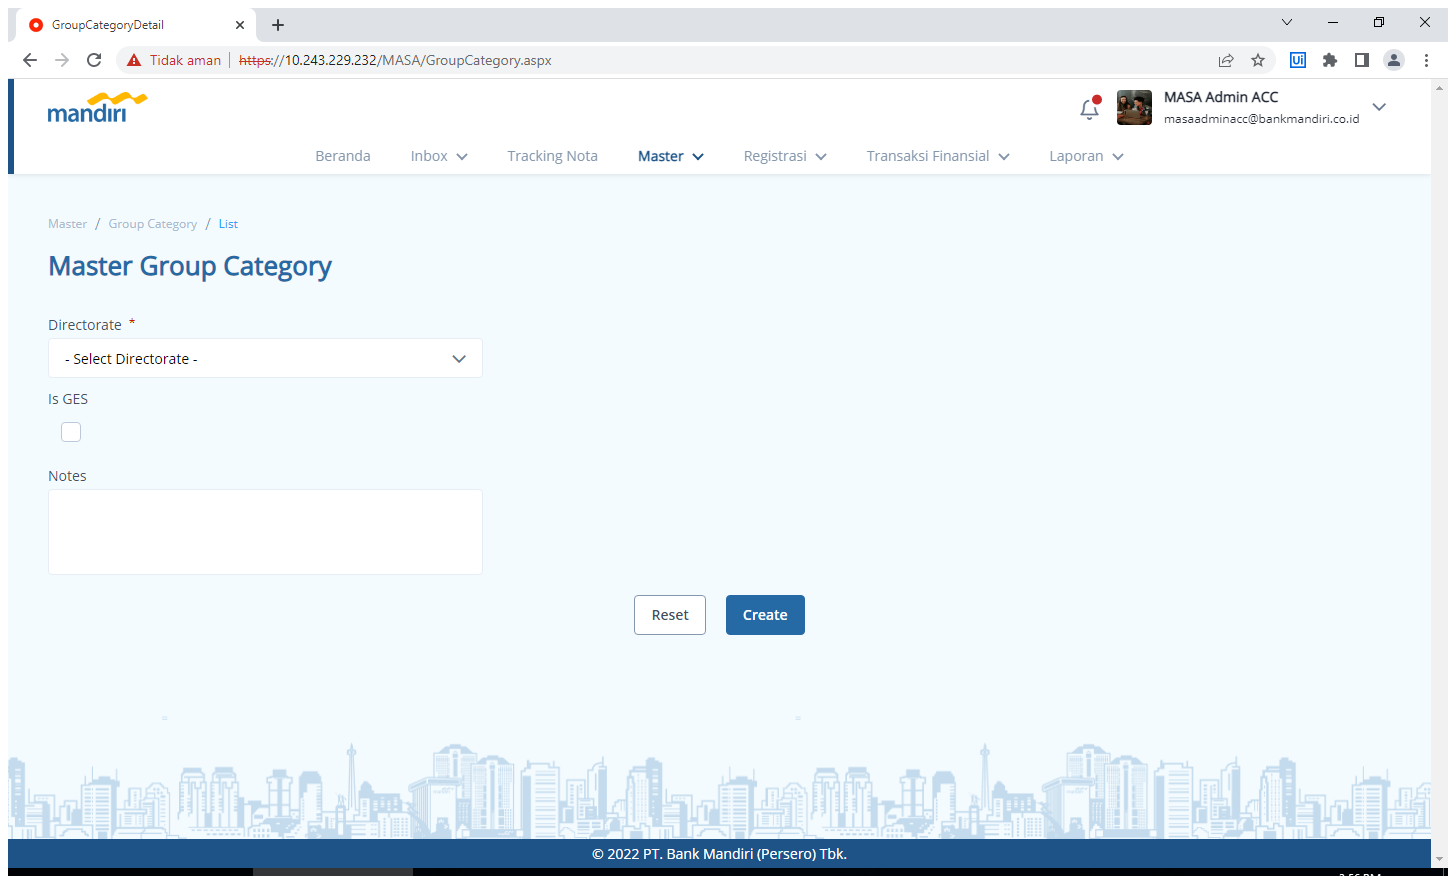 GroupCategoryDetail
Tidak aman
https://10.243.229.232/MASA/GroupCategory.aspx
Ui
mandiri
MASA Admin ACC
masaadminacc@bankmandiri.co.id
Beranda Inbox Tracking Nota Master Registrasi Transaksi Finansial Laporan
Master / Group Category / List
Master Group Category
Directorate *
- Select Directorate -
Is GES
Notes
Reset Create
© 2022 PT. Bank Mandiri (Persero) Tbk.